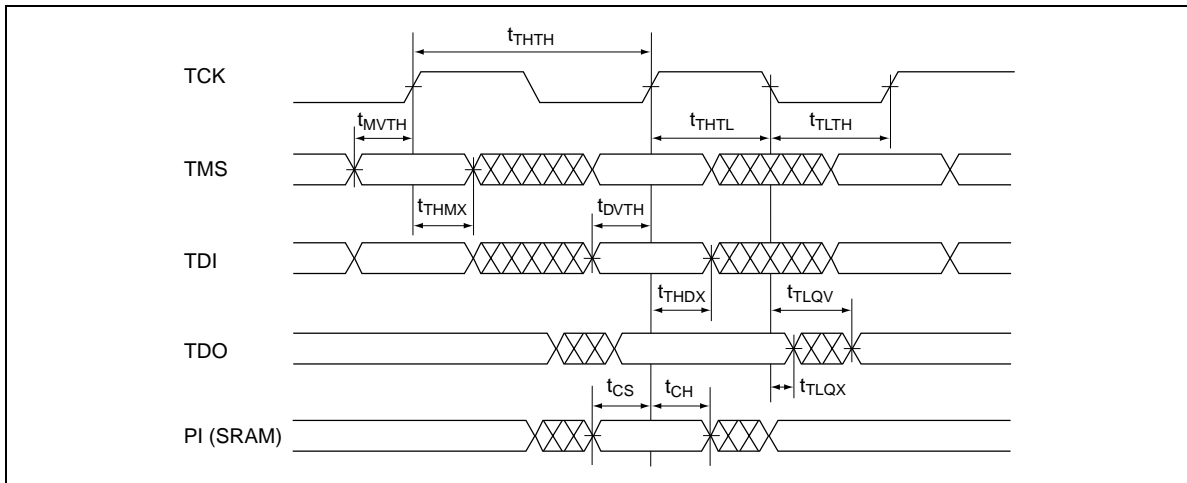 tTHTH
TCK
tMVTH
tTHTL
tTLTH
TMS
tTHMX
tDVTH
TDI
tTHDX
tTLQV
TDO
tCS
tCH
tTLQX
PI (SRAM)